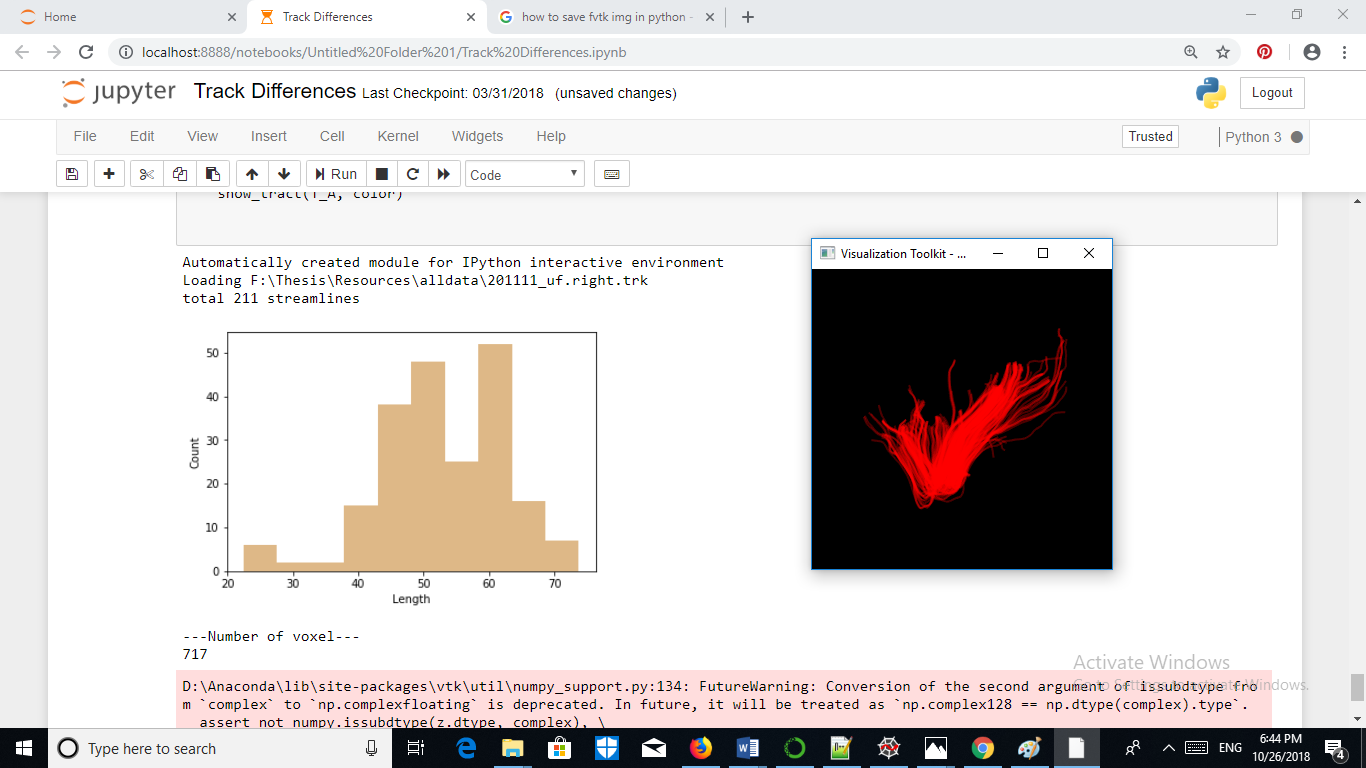 Home
Track Differences
how to save fvtk img in python -
localhost:8888/notebooks/Untitled%20Folder%201/Track%20Differences.ipynb
jupyter Track Differences Last Checkpoint: 03/31/2018 (unsaved changes)
Logout
File Edit View Insert Cell Kernel Widgets Help
Trusted Python 3
Run Code
show_tract(T_A, color)
Automatically created module for IPython interactive environment
Loading F:\Thesis\Resources\alldata\201111_uf.right.trk
total 211 streamlines
Visualization Toolkit - ...
50
40
30
20
10
0
Count
20 30 40 50 60 70
Length
---Number of voxel---
717
Activate Windows
Go to Settings to activate Windows.
D:\Anaconda\lib\site-packages\vtk\util\numpy_support.py:134: FutureWarning: Conversion of the second argument of issubdtype fro
m `complex` to `np.complexfloating` is deprecated. In future, it will be treated as `np.complex128 == np.dtype(complex).type`.
assert not numpy.issubdtype(z.dtype, complex), \
Type here to search
ENG
6:44 PM
10/26/2018
4